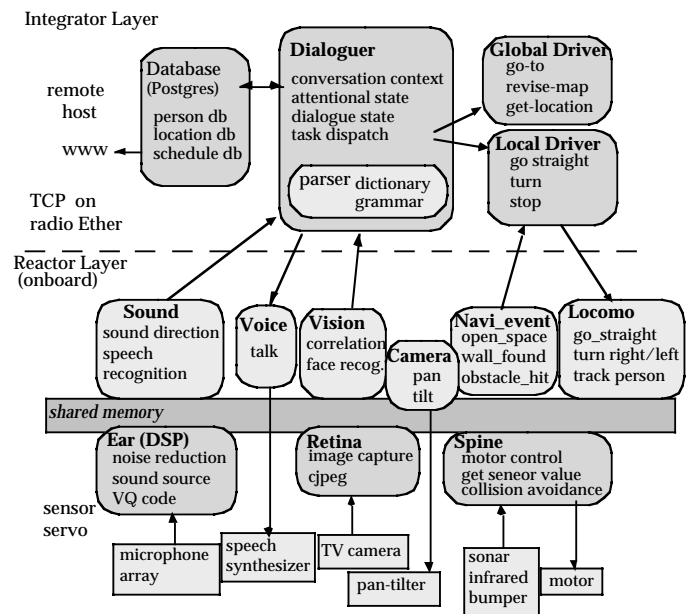 Integrator Layer
remote
host
www
TCP on
radio Ether
Database
(Postgres)
person db
location db
schedule db
Dialoguer
conversation context
attentional state
dialogue state
task dispatch
parser dictionary
grammar
Global Driver
go-to
revise-map
get-location
Local Driver
go straight
turn
stop
Reactor Layer
(onboard)
Sound
sound direction
speech
recognition
Voice
talk
Vision
correlation
face recog.
Camera
pan
tilt
Navi_event
open_space
wall_found
obstacle_hit
Locomo
go_straight
turn right/left
track person
shared memory
Ear (DSP)
noise reduction
sound source
VQ code
Retina
image capture
cjpeg
Spine
motor control
get seneor value
collision avoidance
sensor
servo
microphone
array
speech
synthesizer
TV camera
pan-tilter
sonar
infrared
bumper
motor